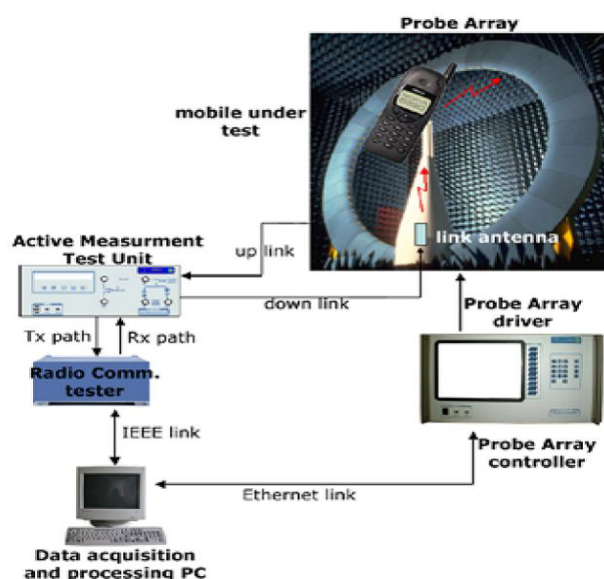 Probe Array
mobile under
test
link antenna
Active Measurment
Test Unit
up link
down link
Probe Array
driver
Tx path
Rx path
Radio Comm.
tester
IEEE link
Probe Array
controller
Ethernet link
Data acquisition
and processing PC